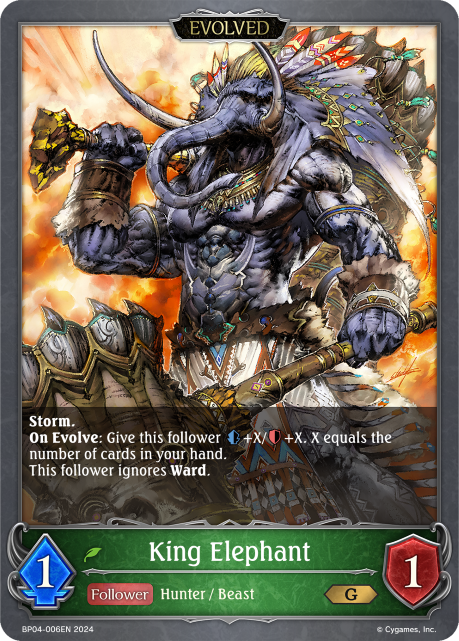 EVOLVED
Storm.
On Evolve: Give this follower +X/+X. X equals the
number of cards in your hand.
This follower ignores Ward.
King Elephant
1
Follower Hunter / Beast G
1
BP04-006EN 2024 © Cygames, Inc.